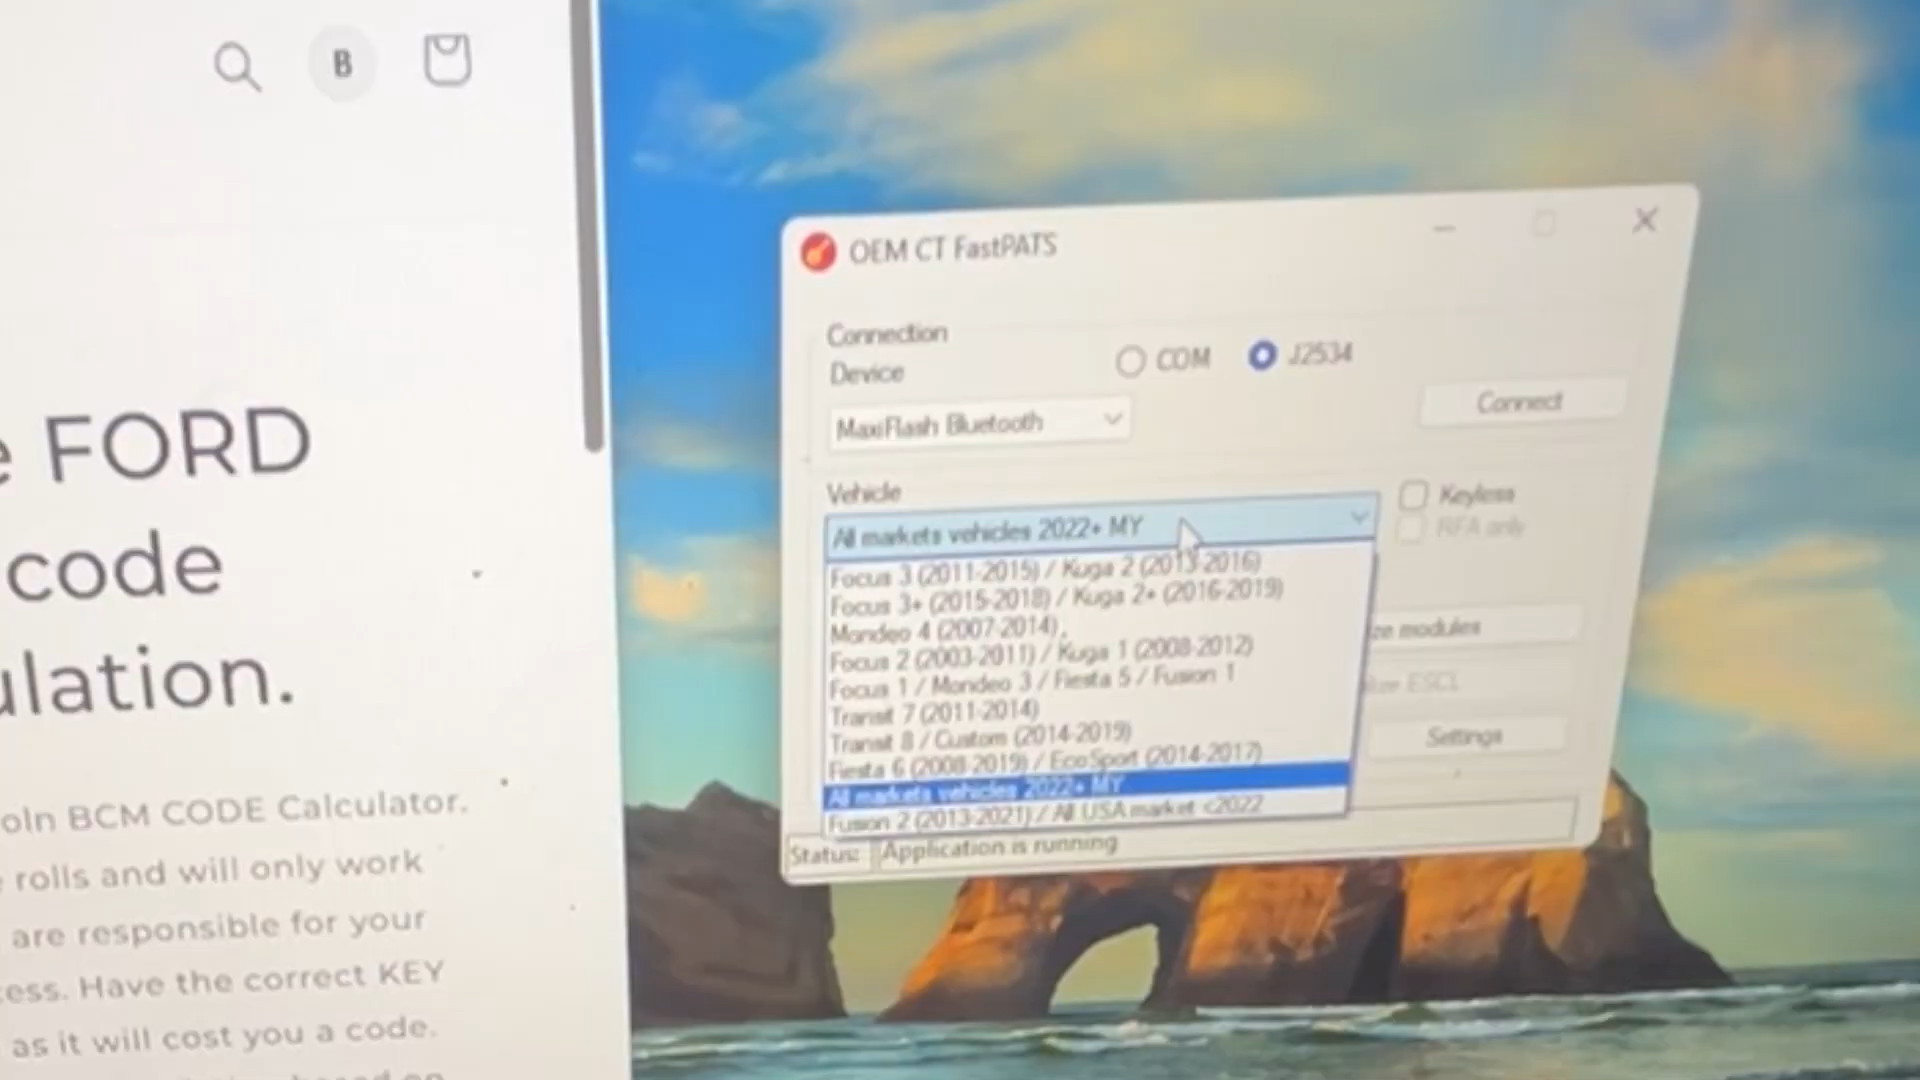 B
FORD
code
ulation.
oln BCM CODE Calculator.
rolls and will only work
are responsible for your
ess. Have the correct KEY
as it will cost you a code.
OEM CT FastPATS
Connection
Device
COM
J2534
MaxiFlash Bluetooth
Connect
Vehicle
All markets vehicles 2022+ MY
Keyless
RFA only
Focus 3 (2011-2015) / Kuga 2 (2013-2016)
Focus 3+ (2015-2018) / Kuga 2+ (2016-2019)
Mondeo 4 (2007-2014)
Focus 2 (2003-2011) / Kuga 1 (2008-2012)
Focus 1 / Mondeo 3 / Fiesta 5 / Fusion 1
Transit 7 (2011-2014)
Transit 8 / Custom (2014-2019)
Fiesta 6 (2008-2019) / EcoSport (2014-2017)
All markets vehicles 2022+ MY
Fusion 2 (2013-2021) / All USA market <2022
ze modules
ESCL
Settings
Status: Application is running